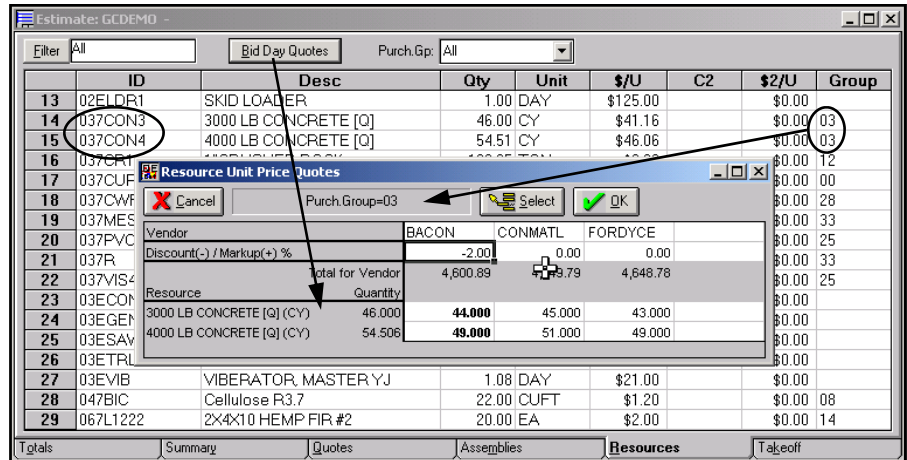 Estimate: GCDEMO -
Filter All Bid Day Quotes Purch.Gp: All
ID Desc Qty Unit $/U C2 $2/U Group
13 02ELDR1 SKID LOADER 1.00 DAY $125.00 $0.00
14 037CON3 3000 LB CONCRETE [Q] 46.00 CY $41.16 $0.00 03
15 037CON4 4000 LB CONCRETE [Q] 54.51 CY $46.06 $0.00 03
16 $0.00 12
17 $0.00 00
18 $0.00 28
19 037MES $0.00 33
20 037PVC $0.00 25
21 037R $0.00 33
22 037VIS4 $0.00 25
23 03ECON $0.00
24 03EGEN $0.00
25 03ESAV $0.00
26 03ETRL $0.00
Resource Unit Price Quotes
Cancel Purch.Group=03 Select OK
Vendor BACON CONMATL FORDYCE
Discount(-) / Markup(+) % -2.00 0.00 0.00
Total for Vendor 4,600.89 4,648.78
Resource Quantity
3000 LB CONCRETE [Q] (CY) 46.000 44.000 45.000 43.000
4000 LB CONCRETE [Q] (CY) 54.506 49.000 51.000 49.000
27 03EVIB VIBERATOR, MASTER YJ 1.08 DAY $21.00 $0.00
28 047BIC Cellulose R3.7 22.00 CUFT $1.20 $0.00 08
29 067L1222 2X4X10 HEMP FIR #2 20.00 EA $2.00 $0.00 14
Totals Summary Quotes Assemblies Resources Takeoff